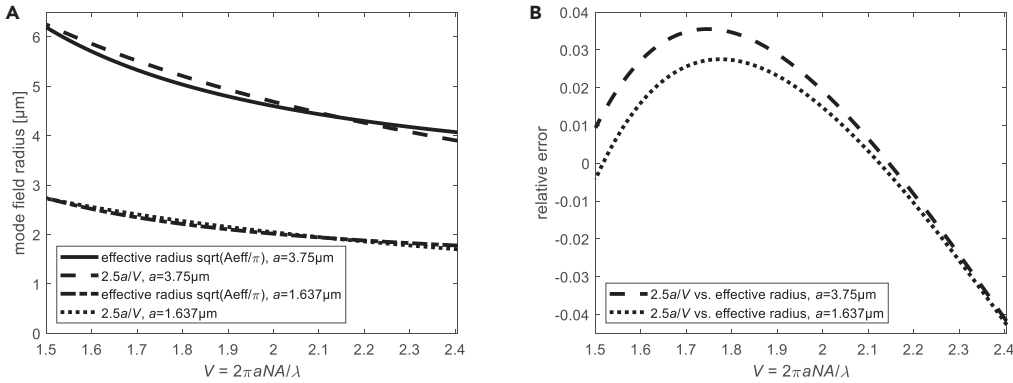 A
mode field radius [µm]
6
5
4
3
2
1
0
effective radius sqrt(Aeff/π), a=3.75µm
2.5a/V, a=3.75µm
effective radius sqrt(Aeff/π), a=1.637µm
2.5a/V, a=1.637µm
1.5 1.6 1.7 1.8 1.9 2 2.1 2.2 2.3 2.4
V = 2πaNA/λ
B
relative error
0.04
0.03
0.02
0.01
0
-0.01
-0.02
-0.03
-0.04
2.5a/V vs. effective radius, a=3.75µm
2.5a/V vs. effective radius, a=1.637µm
1.5 1.6 1.7 1.8 1.9 2 2.1 2.2 2.3 2.4
V = 2πaNA/λ